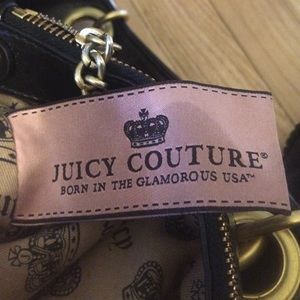 JUICY COUTURE®
BORN IN THE GLAMOROUS USA™